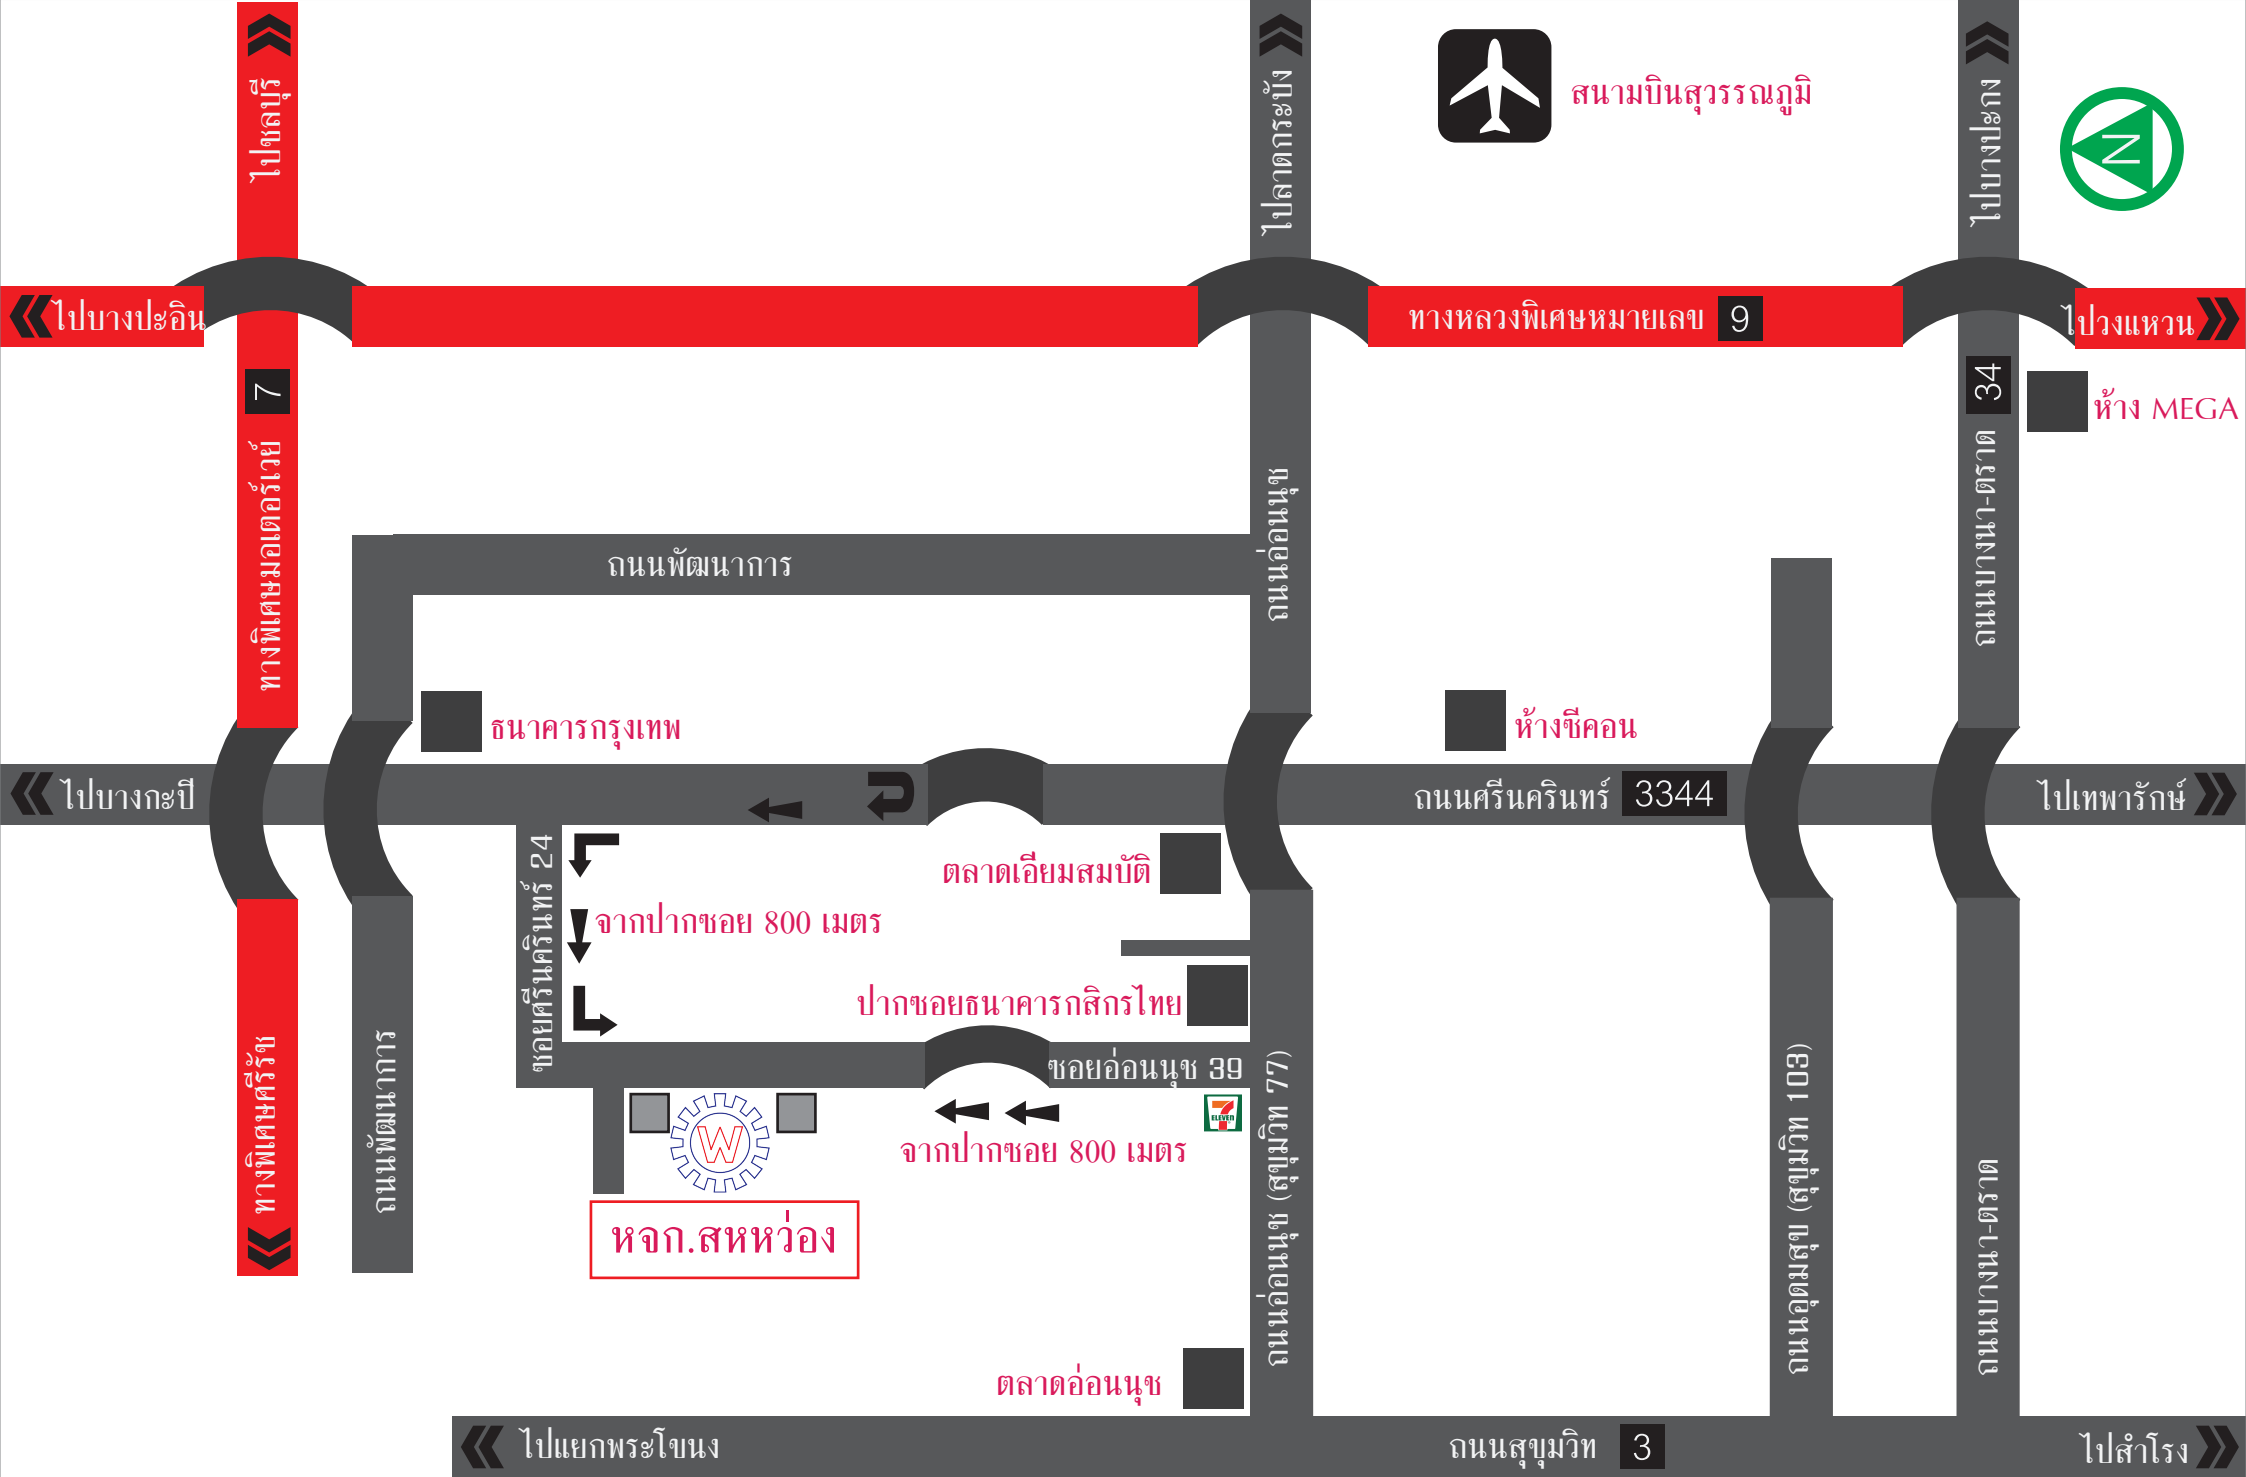 ไปชลบุรี
ไปลาดกระบัง
สนามบินสุวรรณภูมิ
ไปบางปะกง
N
ไปบางปะอิน
ทางหลวงพิเศษหมายเลข 9
ไปวงแหวน
7
34
ห้าง MEGA
ทางพิเศษมอเตอร์เวย์
ถนนอ่อนนุช
ถนนบางนา-ตราด
ถนนพัฒนาการ
ธนาคารกรุงเทพ
ห้างซีคอน
ไปบางกะปิ
ถนนศรีนครินทร์ 3344
ไปเทพารักษ์
ซอยศรีนครินทร์ 24
ตลาดเอี่ยมสมบัติ
จากปากซอย 800 เมตร
ปากซอยธนาคารกสิกรไทย
ซอยอ่อนนุช 39
ทางพิเศษศรีรัช
ถนนพัฒนาการ
W
7
ELEVEn
จากปากซอย 800 เมตร
ถนนอ่อนนุช (สุขุมวิท 77)
ถนนอุดมสุข (สุขุมวิท 103)
ถนนบางนา-ตราด
หจก.สหหว่อง
ตลาดอ่อนนุช
ไปแยกพระโขนง
ถนนสุขุมวิท 3
ไปสำโรง